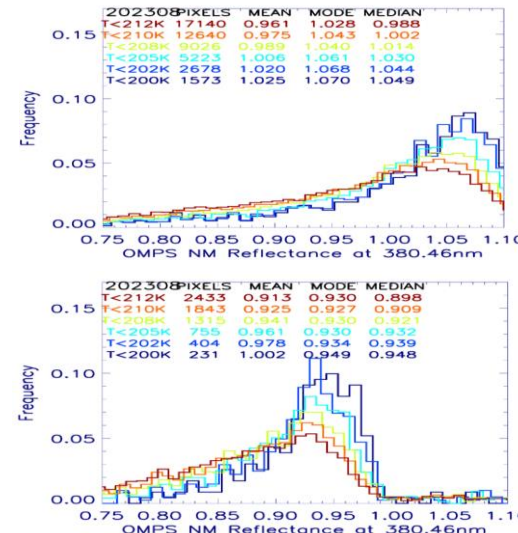 202308 PIXELS MEAN MODE MEDIAN
T<212K 17140 0.961 1.028 0.988
T<210K 12640 0.975 1.043 1.002
T<208K 9026 0.989 1.040 1.014
T<205K 5223 1.006 1.061 1.030
T<202K 2678 1.020 1.068 1.044
T<200K 1573 1.025 1.070 1.049
0.15
0.10
0.05
0.00
Frequency
0.75 0.80 0.85 0.90 0.95 1.00 1.05 1.10
OMPS NM Reflectance at 380.46nm
202308 PIXELS MEAN MODE MEDIAN
T<212K 2433 0.913 0.930 0.898
T<210K 1843 0.925 0.927 0.909
T<208K 1315 0.941 0.930 0.921
T<205K 755 0.961 0.930 0.932
T<202K 404 0.978 0.934 0.939
T<200K 231 1.002 0.949 0.948
0.15
0.10
0.05
0.00
Frequency
0.75 0.80 0.85 0.90 0.95 1.00 1.05 1.10
OMPS NM Reflectance at 380.46nm